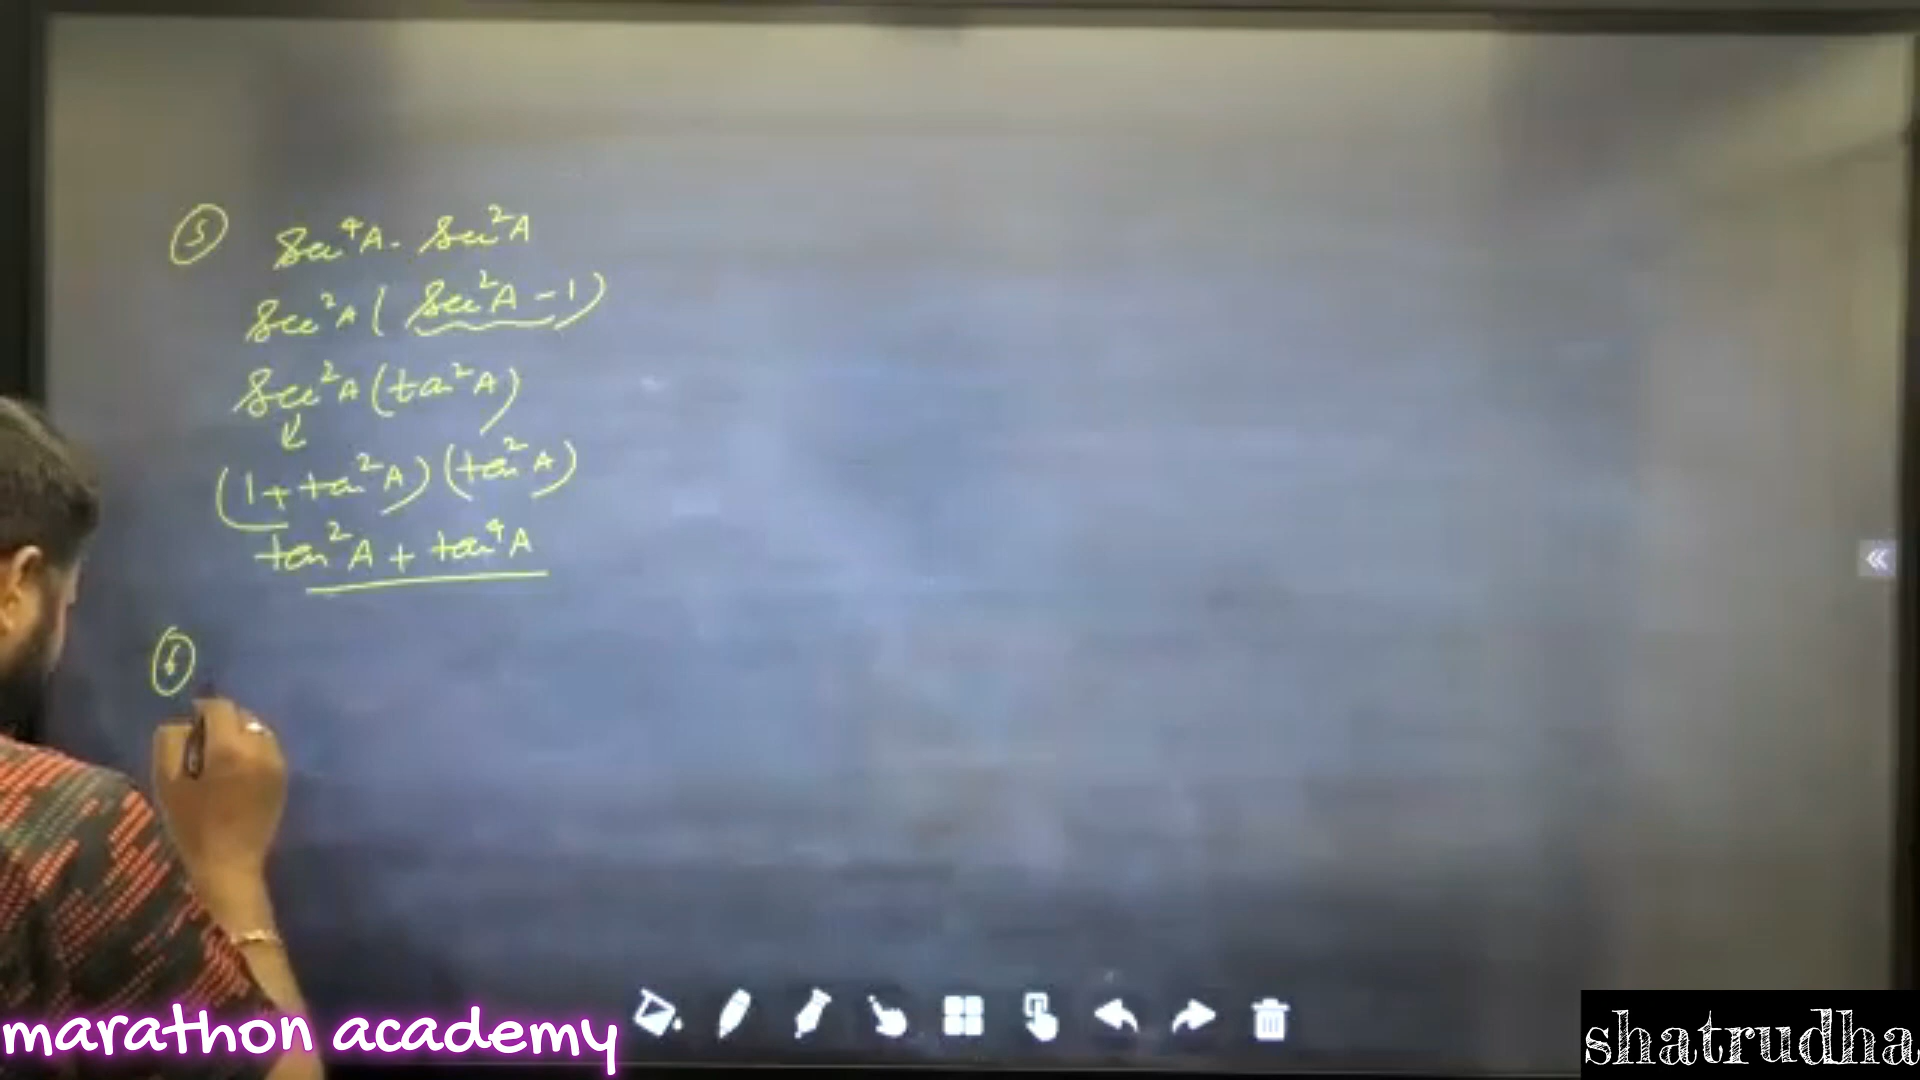 5 sec⁴A - sec²A
sec²A (sec²A - 1)
sec²A (tan²A)
(1 + tan²A) (tan²A)
tan²A + tan⁴A
6
marathon academy
shatrudha